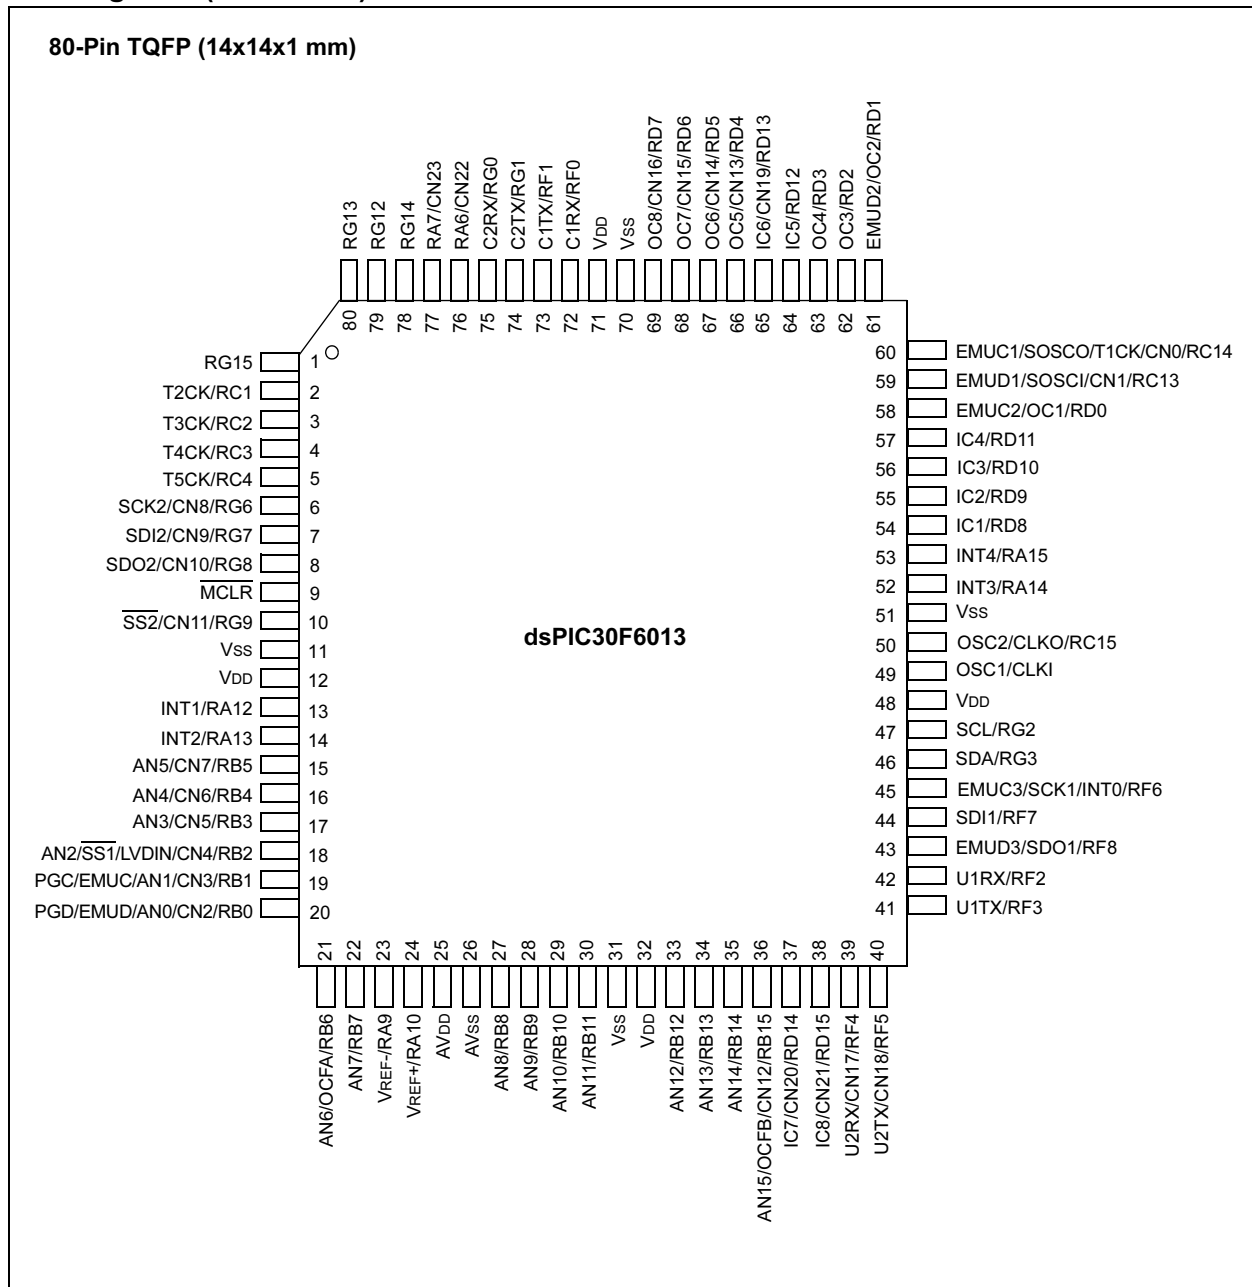 80-Pin TQFP (14x14x1 mm)
RG13
RG12
RG14
RA7/CN23
RA6/CN22
C2RX/RG0
C2TX/RG1
C1TX/RF1
C1RX/RF0
VDD
VSS
OC8/CN16/RD7
OC7/CN15/RD6
OC6/CN14/RD5
OC5/CN13/RD4
IC6/CN19/RD13
IC5/RD12
OC4/RD3
OC3/RD2
EMUD2/OC2/RD1
80
79
78
77
76
75
74
73
72
71
70
69
68
67
66
65
64
63
62
61
RG15 1
T2CK/RC1 2
T3CK/RC2 3
T4CK/RC3 4
T5CK/RC4 5
SCK2/CN8/RG6 6
SDI2/CN9/RG7 7
SDO2/CN10/RG8 8
MCLR 9
SS2/CN11/RG9 10
VSS 11
VDD 12
INT1/RA12 13
INT2/RA13 14
AN5/CN7/RB5 15
AN4/CN6/RB4 16
AN3/CN5/RB3 17
AN2/SS1/LVDIN/CN4/RB2 18
PGC/EMUC/AN1/CN3/RB1 19
PGD/EMUD/AN0/CN2/RB0 20
dsPIC30F6013
60 EMUC1/SOSCO/T1CK/CN0/RC14
59 EMUD1/SOSCI/CN1/RC13
58 EMUC2/OC1/RD0
57 IC4/RD11
56 IC3/RD10
55 IC2/RD9
54 IC1/RD8
53 INT4/RA15
52 INT3/RA14
51 VSS
50 OSC2/CLKO/RC15
49 OSC1/CLKI
48 VDD
47 SCL/RG2
46 SDA/RG3
45 EMUC3/SCK1/INT0/RF6
44 SDI1/RF7
43 EMUD3/SDO1/RF8
42 U1RX/RF2
41 U1TX/RF3
21
22
23
24
25
26
27
28
29
30
31
32
33
34
35
36
37
38
39
40
AN6/OCFA/RB6
AN7/RB7
VREF-/RA9
VREF+/RA10
AVDD
AVSS
AN8/RB8
AN9/RB9
AN10/RB10
AN11/RB11
VSS
VDD
AN12/RB12
AN13/RB13
AN14/RB14
AN15/OCFB/CN12/RB15
IC7/CN20/RD14
IC8/CN21/RD15
U2RX/CN17/RF4
U2TX/CN18/RF5